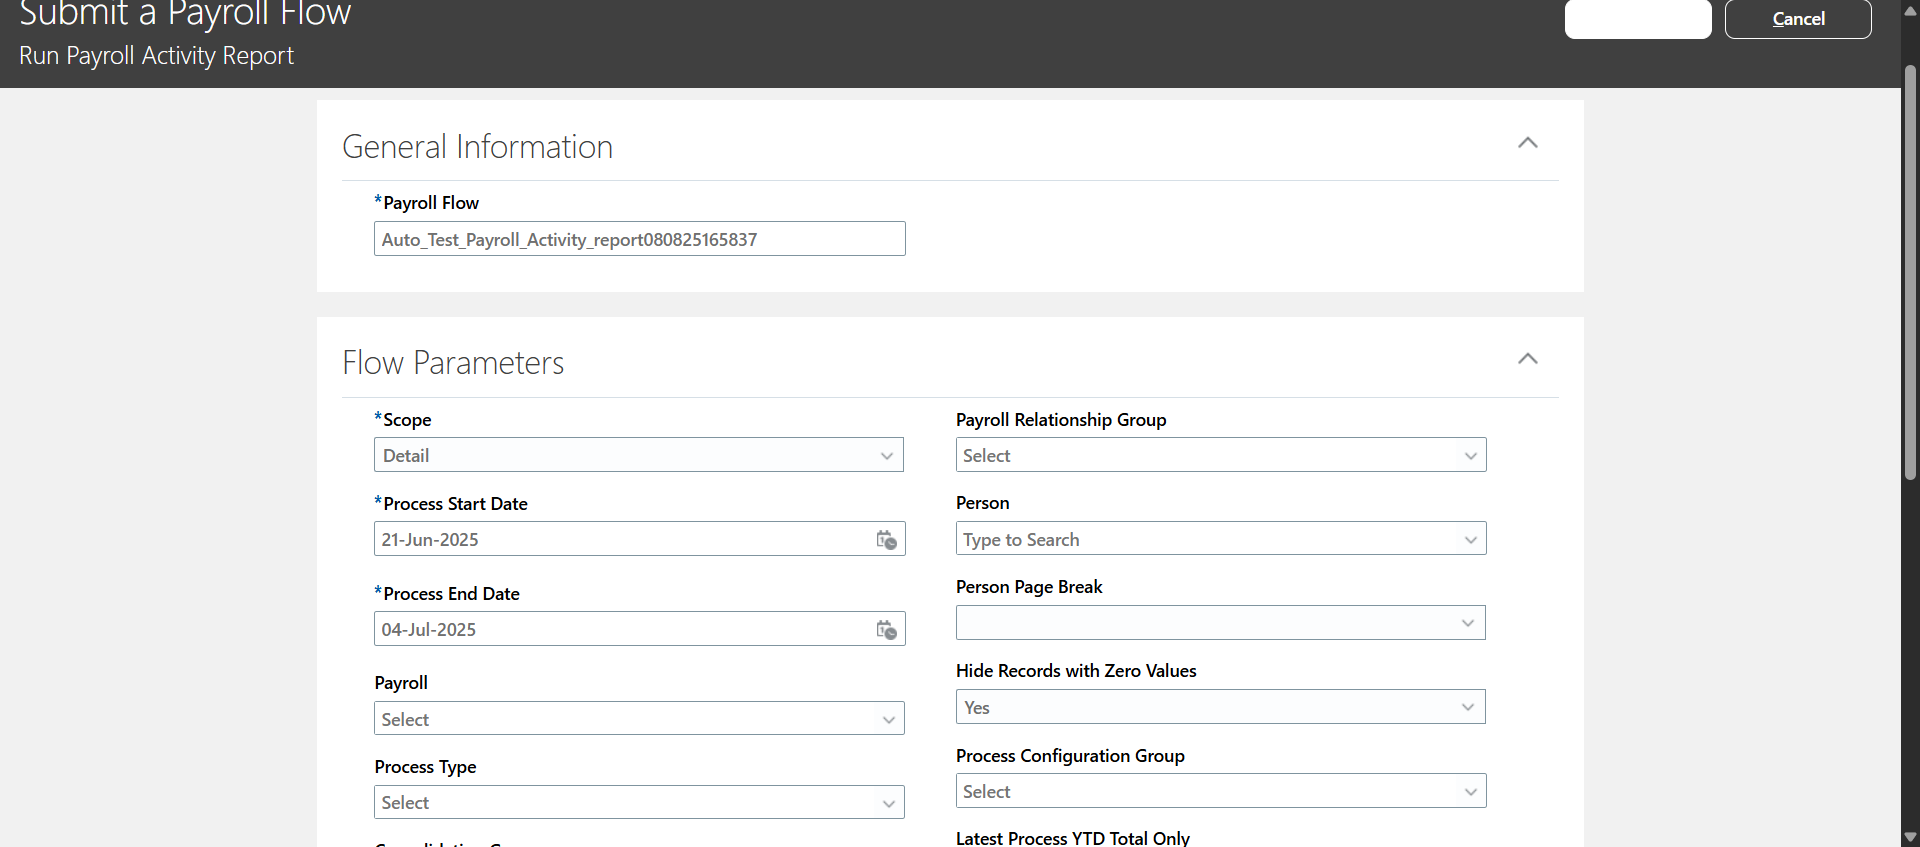 Submit a Payroll Flow
Run Payroll Activity Report
Cancel
General Information
*Payroll Flow
Auto_Test_Payroll_Activity_report080825165837
Flow Parameters
*Scope
Detail
*Process Start Date
21-Jun-2025
*Process End Date
04-Jul-2025
Payroll
Select
Process Type
Select
Payroll Relationship Group
Select
Person
Type to Search
Person Page Break
Hide Records with Zero Values
Yes
Process Configuration Group
Select
Latest Process YTD Total Only